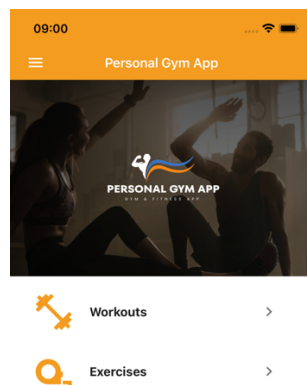 09:00
Personal Gym App
PERSONAL GYM APP
GYM & FITNESS APP
Workouts
Exercises